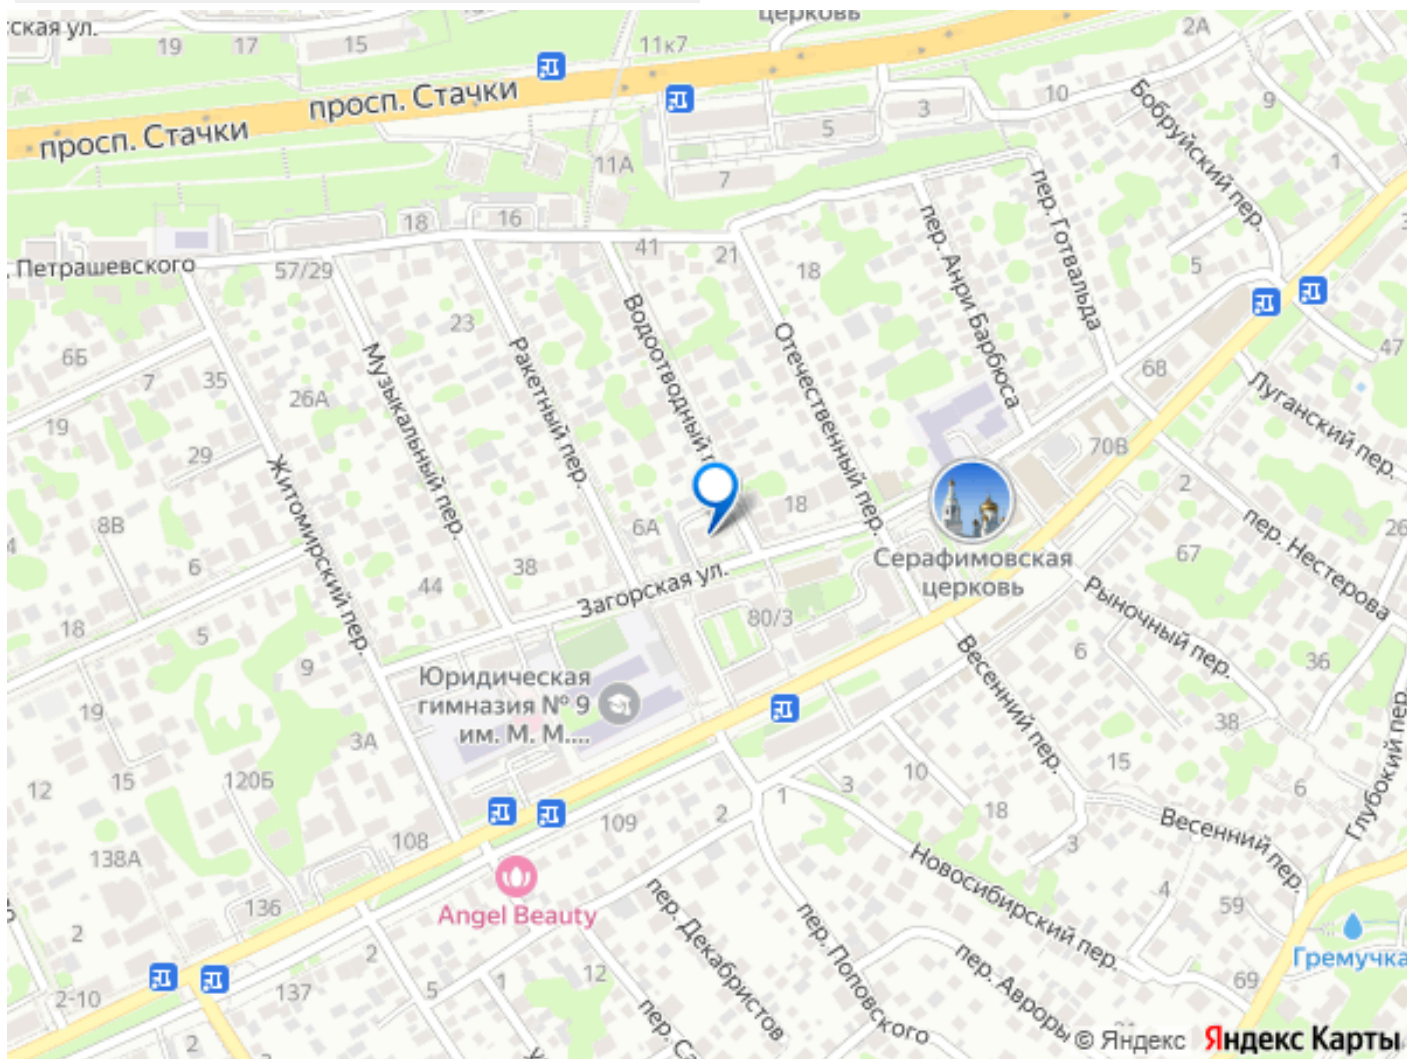 ская ул.
19
17
15
11к7
церковь
2А
просп. Стачки
просп. Стачки
10
9
3
5
Бобруйский пер.
11А
7
1
пер. Готвальда
18
16
41
21
18
пер. Анри Барбюса
Петрашевского
57/29
5
23
Водоотводный п
Отечественный пер.
6Б
7
35
26А
Музыкальный пер.
Ракетный пер.
68
47
Луганский пер.
19
29
70В
2
8В
Житомирский пер.
6А
18
26
4
6
38
44
Загорская ул.
Серафимовская
церковь
67
пер. Нестерова
18
5
80/3
Рыночный пер.
9
Юридическая
гимназия № 9
им. М. М....
Весенний пер.
6
36
19
3А
38
Глубокий пер.
12
15
120Б
10
15
6
3
1
2
18
109
108
3
Весенний пер.
138А
Новосибирский пер.
4
59
136
Angel Beauty
пер. Декабристов
пер. Поповского
2
2
Гремучка
12
пер. Авроры
69
2-10
137
5
1
пер. Са
2
© Яндекс
Яндекс Карты